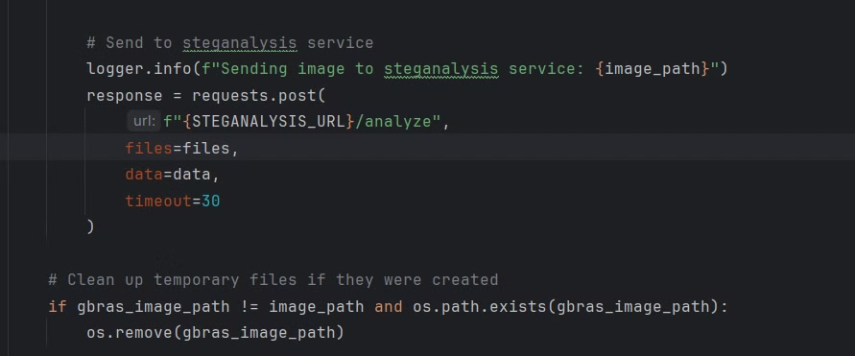 # Send to steganalysis service
logger.info(f"Sending image to steganalysis service: {image_path}")
response = requests.post(
url: f"{STEGANALYSIS_URL}/analyze",
files=files,
data=data,
timeout=30
)
# Clean up temporary files if they were created
if gbras_image_path != image_path and os.path.exists(gbras_image_path):
os.remove(gbras_image_path)